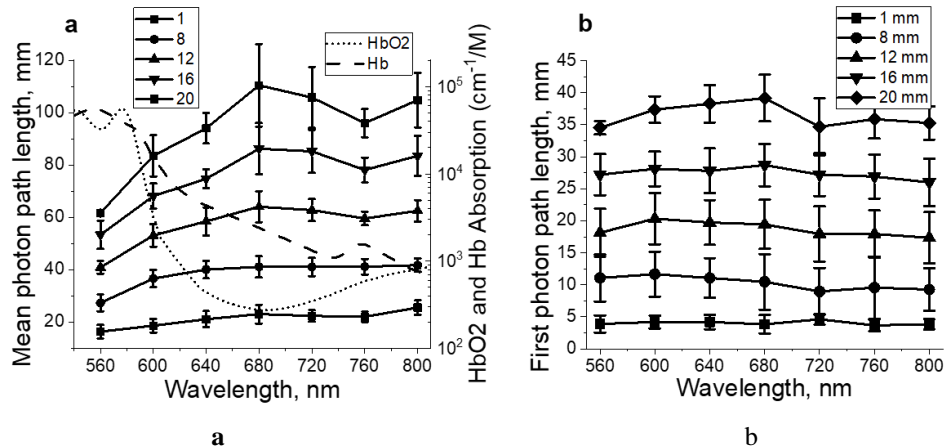 a
1
8
12
16
20
HbO2
Hb
Mean photon path length, mm
120
100
80
60
40
20
560 600 640 680 720 760 800
Wavelength, nm
10^5
10^4
10^3
10^2
HbO2 and Hb Absorption (cm⁻¹/M)
a
b
1 mm
8 mm
12 mm
16 mm
20 mm
First photon path length, mm
45
40
35
30
25
20
15
10
5
0
560 600 640 680 720 760 800
Wavelength, nm
b